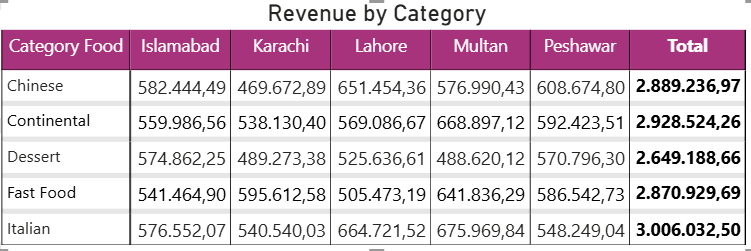 Revenue by Category
Category Food Islamabad Karachi Lahore Multan Peshawar Total
Chinese 582.444,49 469.672,89 651.454,36 576.990,43 608.674,80 2.889.236,97
Continental 559.986,56 538.130,40 569.086,67 668.897,12 592.423,51 2.928.524,26
Dessert 574.862,25 489.273,38 525.636,61 488.620,12 570.796,30 2.649.188,66
Fast Food 541.464,90 595.612,58 505.473,19 641.836,29 586.542,73 2.870.929,69
Italian 576.552,07 540.540,03 664.721,52 675.969,84 548.249,04 3.006.032,50